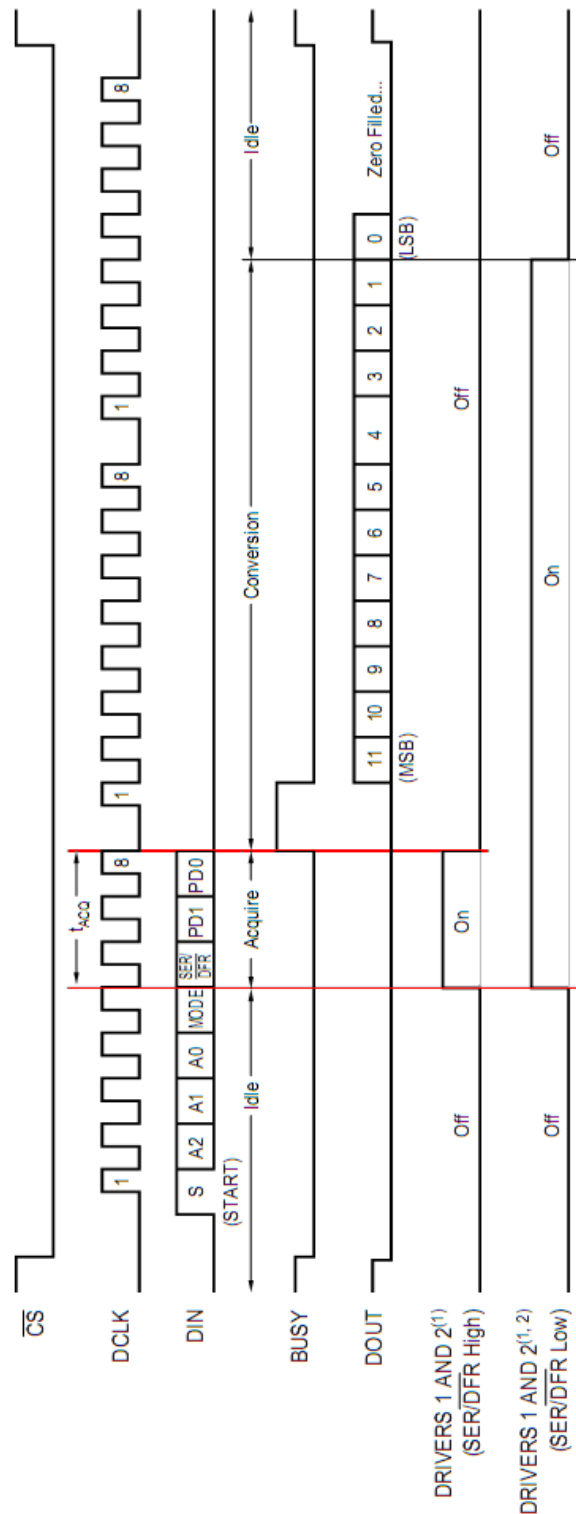 CS
DCLK
1
8
1
8
1
8
tACQ
DIN
S
A2
A1
A0
MODE
SER/
DFR
PD1
PD0
(START)
Idle
Acquire
Conversion
Idle
BUSY
DOUT
11
10
9
8
7
6
5
4
3
2
1
0
Zero Filled...
(MSB)
(LSB)
DRIVERS 1 AND 2(1)
(SER/DFR High)
Off
On
Off
DRIVERS 1 AND 2(1, 2)
(SER/DFR Low)
Off
On
Off